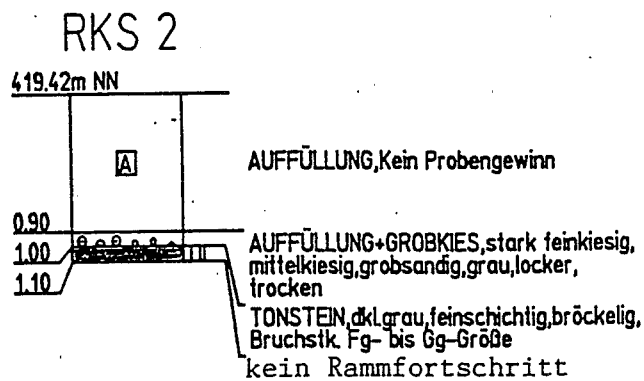 RKS 2
419.42m NN
A
AUFFÜLLUNG,Kein Probengewinn
0.90
AUFFÜLLUNG+GROBKIES,stark feinkiesig,
1.00
mittelkiesig,grobsandig,grau,locker,
1.10
trocken
TONSTEIN,dkl.grau,feinschichtig,bröckelig,
Bruchstk. Fg- bis Gg-Größe
kein Rammfortschritt